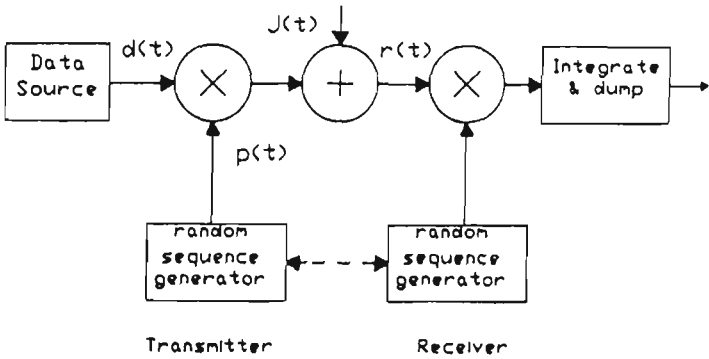 J(t)
Data
Source
d(t)
r(t)
Integrate
& dump
p(t)
random
sequence
generator
random
sequence
generator
Transmitter
Receiver